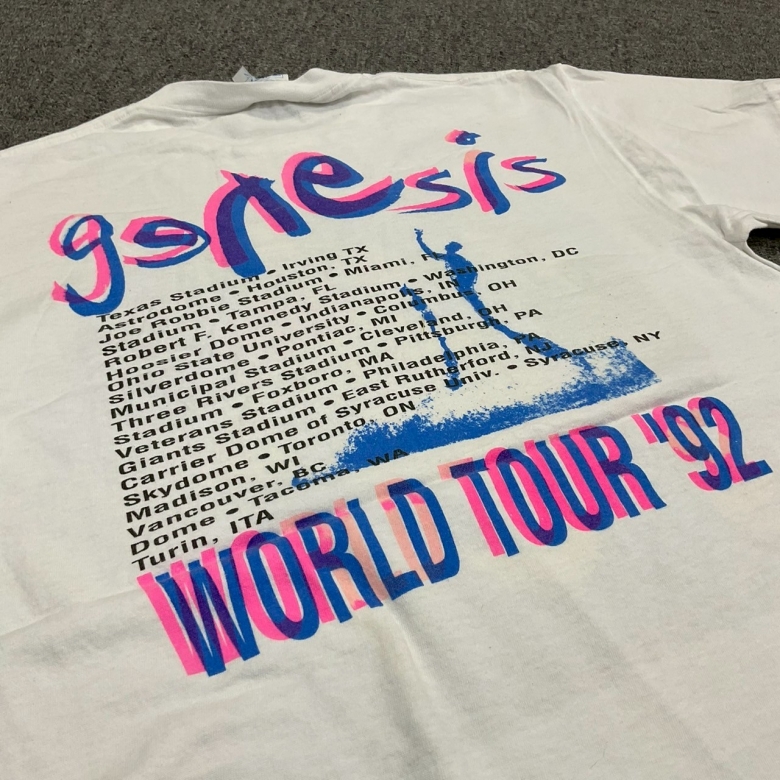 genesis
Texas Stadium • Irving TX
Astrodome • Houston, TX
Joe Robbie Stadium • Miami, FL
Stadium • Tampa, FL
Robert F. Kennedy Stadium • Washington, DC
Hoosier Dome • Indianapolis, IN
Ohio State University • Columbus, OH
Silverdome • Pontiac, MI
Municipal Stadium • Cleveland, OH
Three Rivers Stadium • Pittsburgh, PA
Stadium • Foxboro, MA
Veterans Stadium • Philadelphia, PA
Giants Stadium • East Rutherford, NJ
Carrier Dome of Syracuse Univ. • Syracuse, NY
Skydome • Toronto, ON
Madison, WI
Vancouver, BC
Dome • Tacoma, WA
Turin, ITA
WORLD TOUR "92